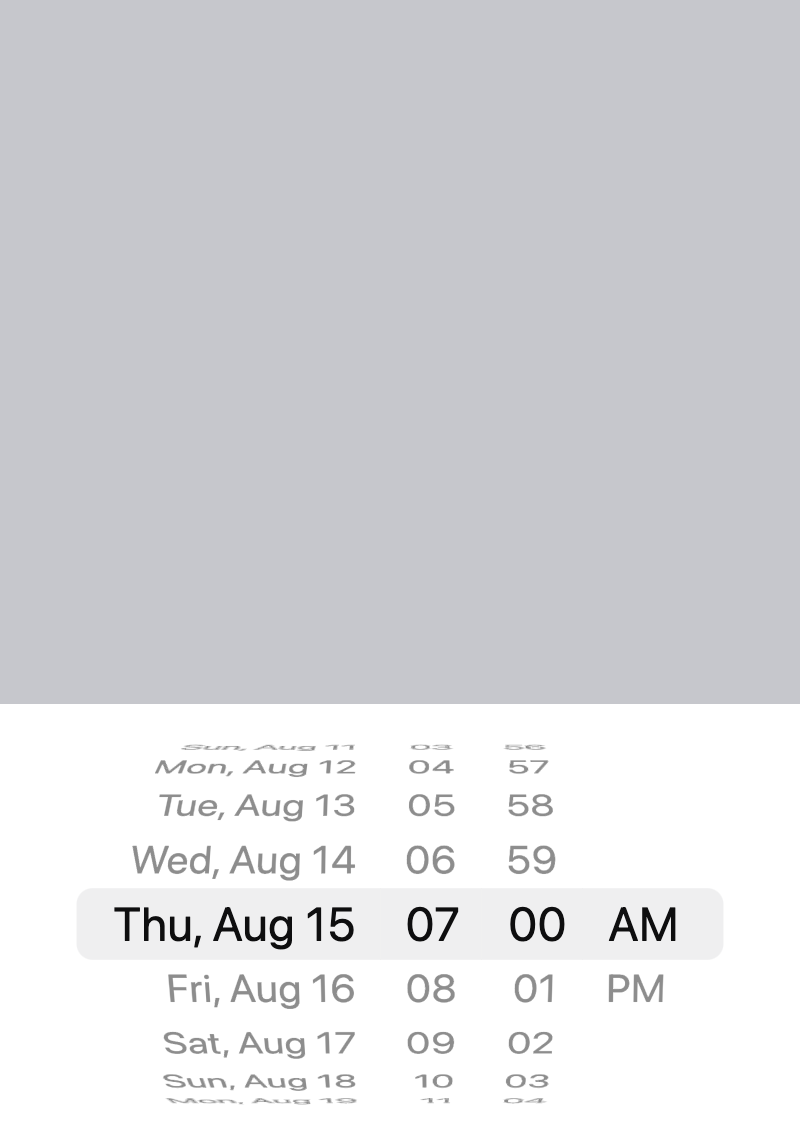 Sun, Aug 11 03 56
Mon, Aug 12 04 57
Tue, Aug 13 05 58
Wed, Aug 14 06 59
Thu, Aug 15 07 00 AM
Fri, Aug 16 08 01 PM
Sat, Aug 17 09 02
Sun, Aug 18 10 03
Mon, Aug 19 11 04